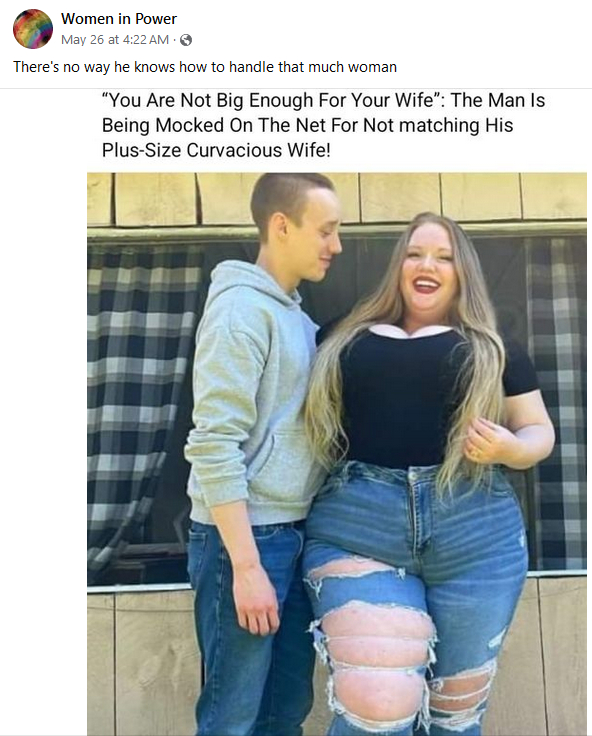 Women in Power
May 26 at 4:22 AM ·
There's no way he knows how to handle that much woman
“You Are Not Big Enough For Your Wife”: The Man Is
Being Mocked On The Net For Not matching His
Plus-Size Curvacious Wife!